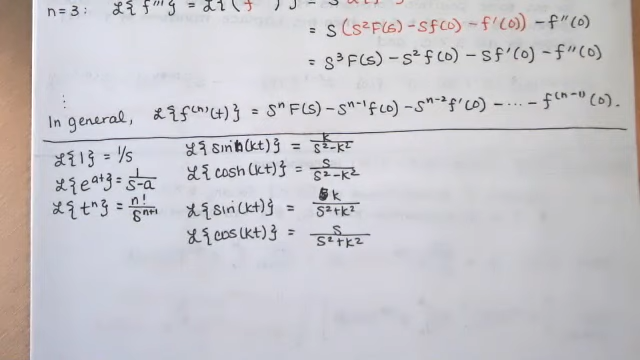 n=3: ℒ{f'''} = ℒ{(f
= S(S²F(S) - Sf(0) - f'(0)) - f''(0)
= S³F(S) - S²f(0) - Sf'(0) - f''(0)
⋮
In general, ℒ{f⁽ⁿ⁾(t)} = SⁿF(S) - Sⁿ⁻¹f(0) - Sⁿ⁻²f'(0) - ⋯ - f⁽ⁿ⁻¹⁾(0).
ℒ{1} = 1/s
ℒ{e^{at}} = 1/(S-a)
ℒ{tⁿ} = n!/Sⁿ⁺¹
ℒ{sinh(kt)} = k/(S²-k²)
ℒ{cosh(kt)} = S/(S²-k²)
ℒ{sin(kt)} = k/(S²+k²)
ℒ{cos(kt)} = S/(S²+k²)